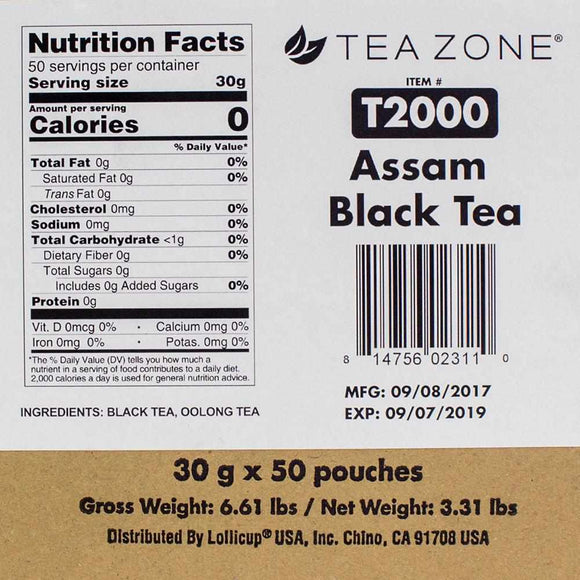 Nutrition Facts
50 servings per container
Serving size 30g
Amount per serving
Calories 0
% Daily Value*
Total Fat 0g 0%
Saturated Fat 0g 0%
Trans Fat 0g
Cholesterol 0mg 0%
Sodium 0mg 0%
Total Carbohydrate <1g 0%
Dietary Fiber 0g 0%
Total Sugars 0g
Includes 0g Added Sugars 0%
Protein 0g
Vit. D 0mcg 0% • Calcium 0mg 0%
Iron 0mg 0% • Potas. 0mg 0%
*The % Daily Value (DV) tells you how much a
nutrient in a serving of food contributes to a daily diet.
2,000 calories a day is used for general nutrition advice.
INGREDIENTS: BLACK TEA, OOLONG TEA
TEA ZONE®
ITEM #
T2000
Assam
Black Tea
8 14756 02311 0
MFG: 09/08/2017
EXP: 09/07/2019
30 g x 50 pouches
Gross Weight: 6.61 lbs / Net Weight: 3.31 lbs
Distributed By Lollicup® USA, Inc. Chino, CA 91708 USA